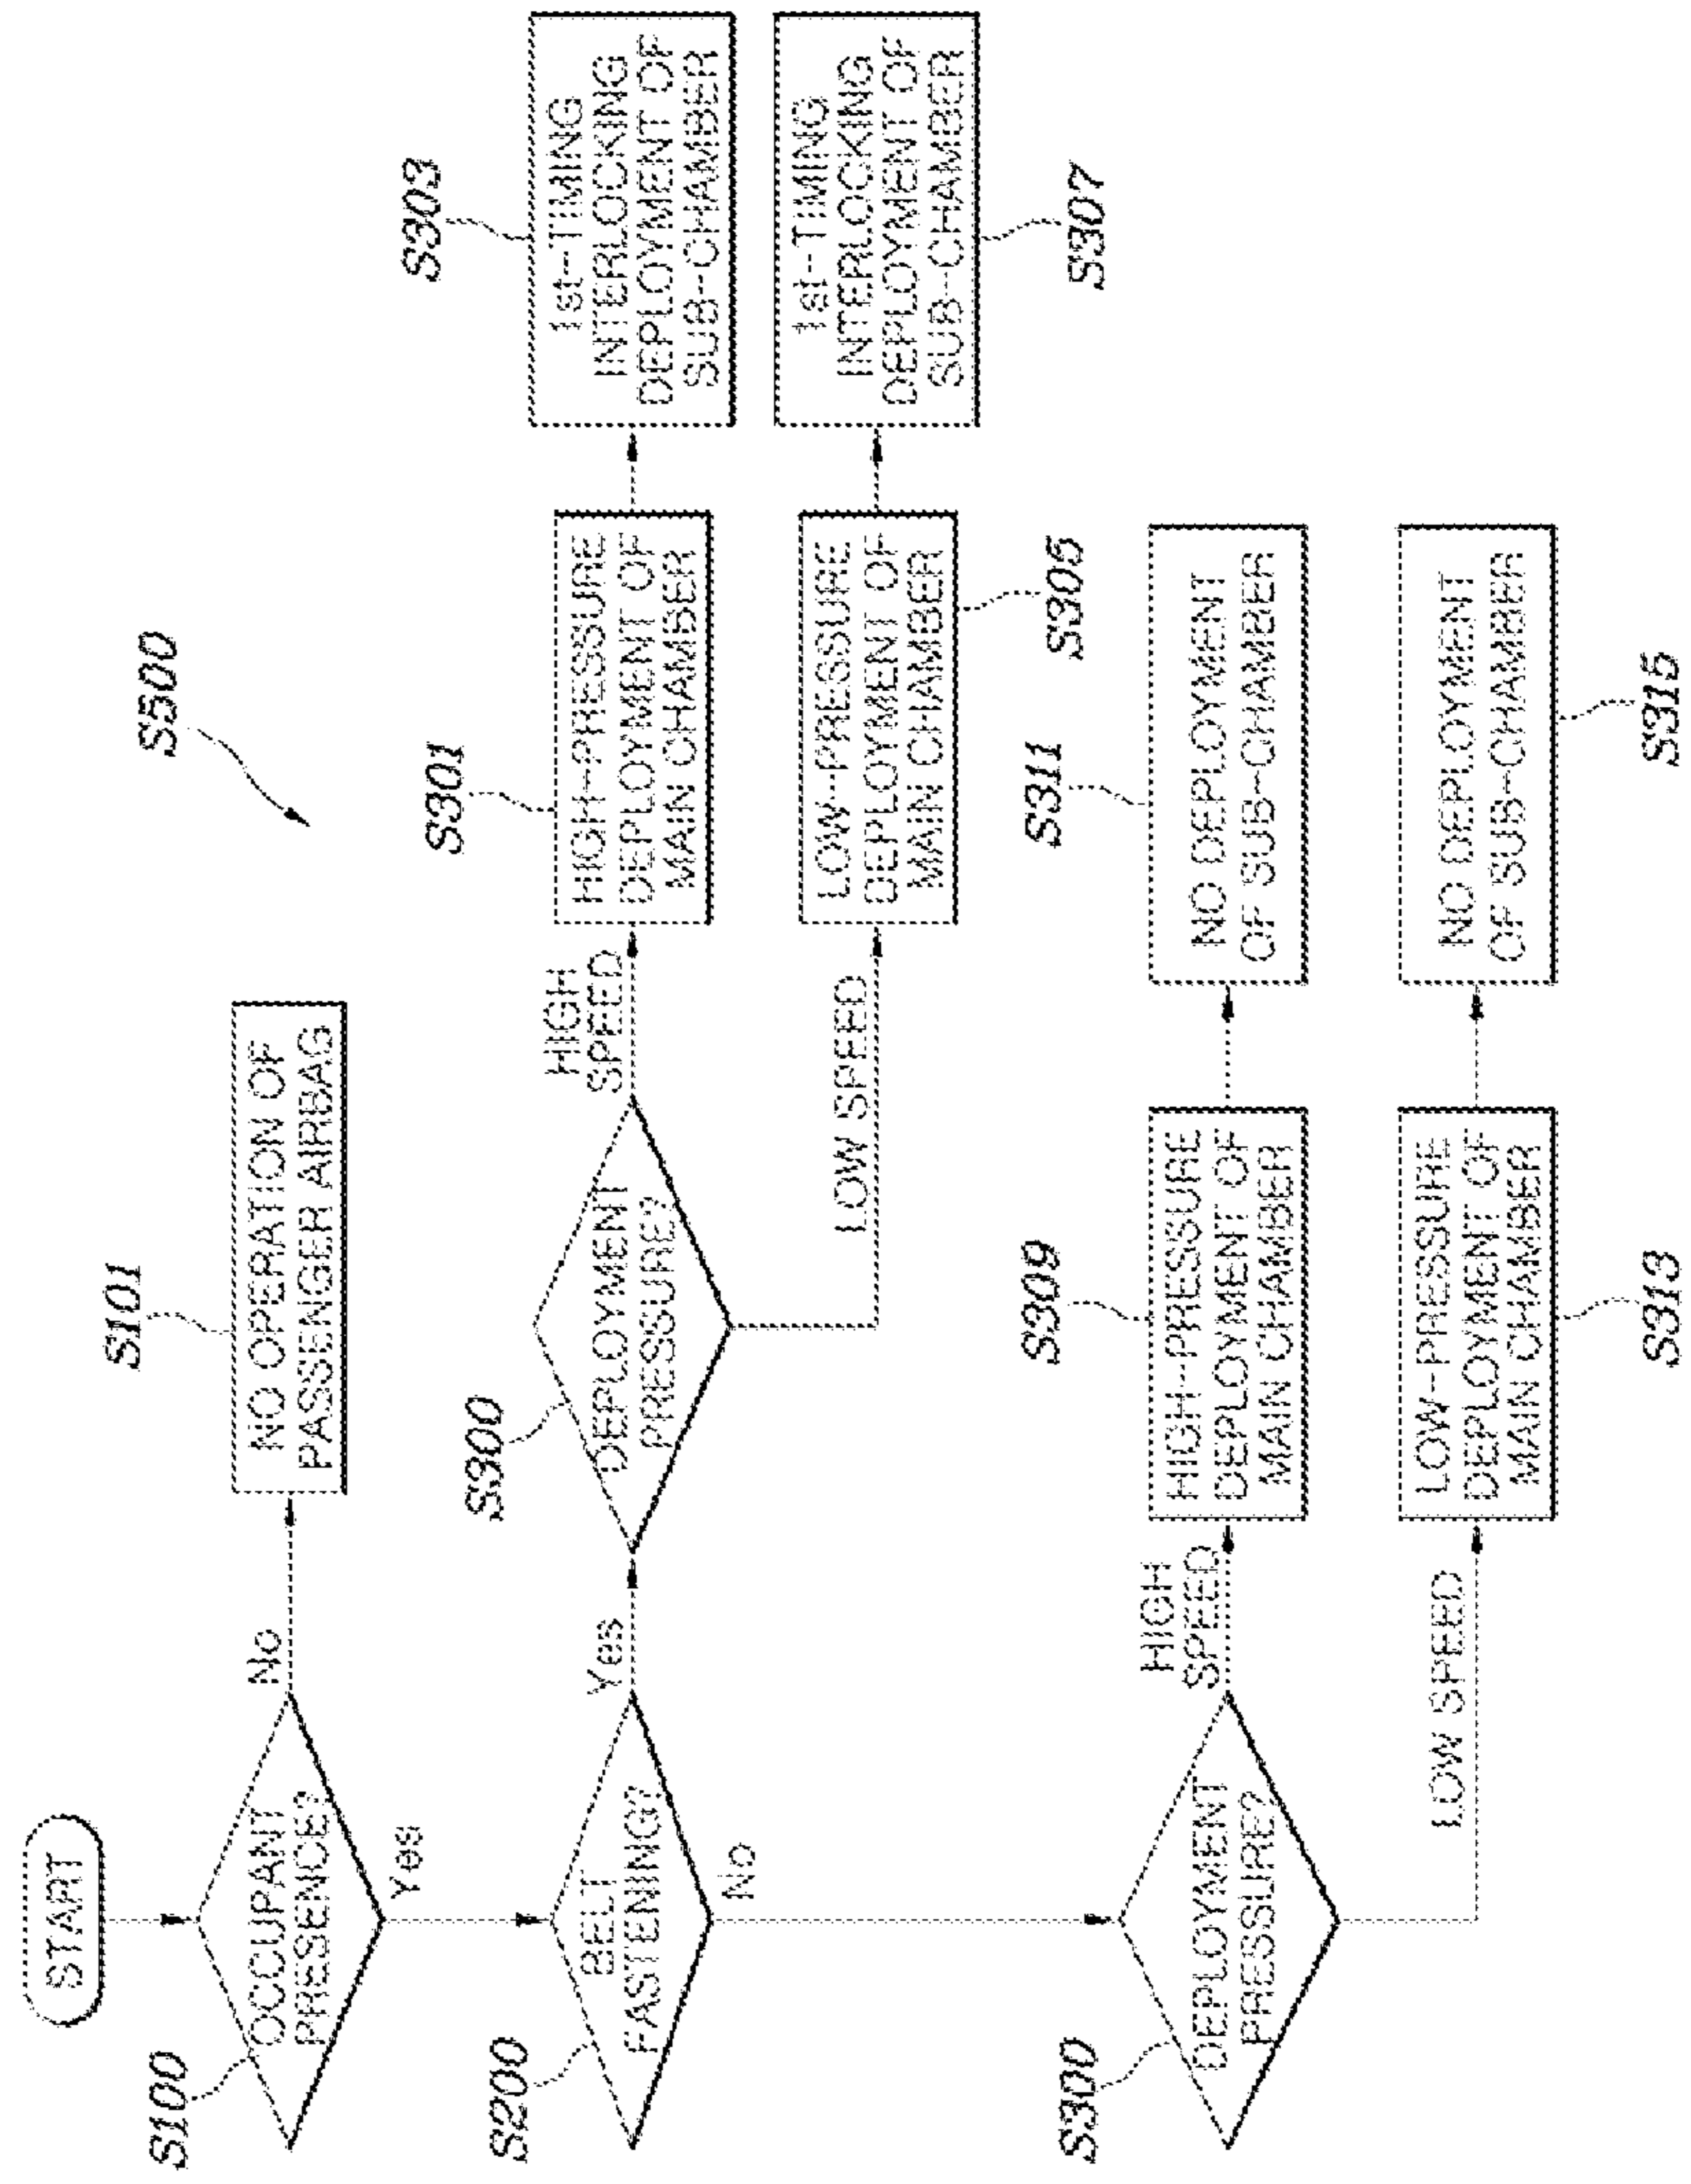 START
S500
S100
OCCUPANT
PRESENCE?
No
S101
NO OPERATION OF
PASSENGER AIRBAG
Yes
S200
BELT
FASTENING?
Yes
S300
DEPLOYMENT
PRESSURE?
HIGH
SPEED
S301
HIGH-PRESSURE
DEPLOYMENT OF
MAIN CHAMBER
S303
1st-TIMING
INTERLOCKING
DEPLOYMENT OF
SUB-CHAMBER
LOW SPEED
LOW-PRESSURE
DEPLOYMENT OF
MAIN CHAMBER
S305
1st-TIMING
INTERLOCKING
DEPLOYMENT OF
SUB-CHAMBER
S307
No
S300
DEPLOYMENT
PRESSURE?
HIGH
SPEED
S309
HIGH-PRESSURE
DEPLOYMENT OF
MAIN CHAMBER
S311
NO DEPLOYMENT
OF SUB-CHAMBER
LOW SPEED
LOW-PRESSURE
DEPLOYMENT OF
MAIN CHAMBER
S313
NO DEPLOYMENT
OF SUB-CHAMBER
S315